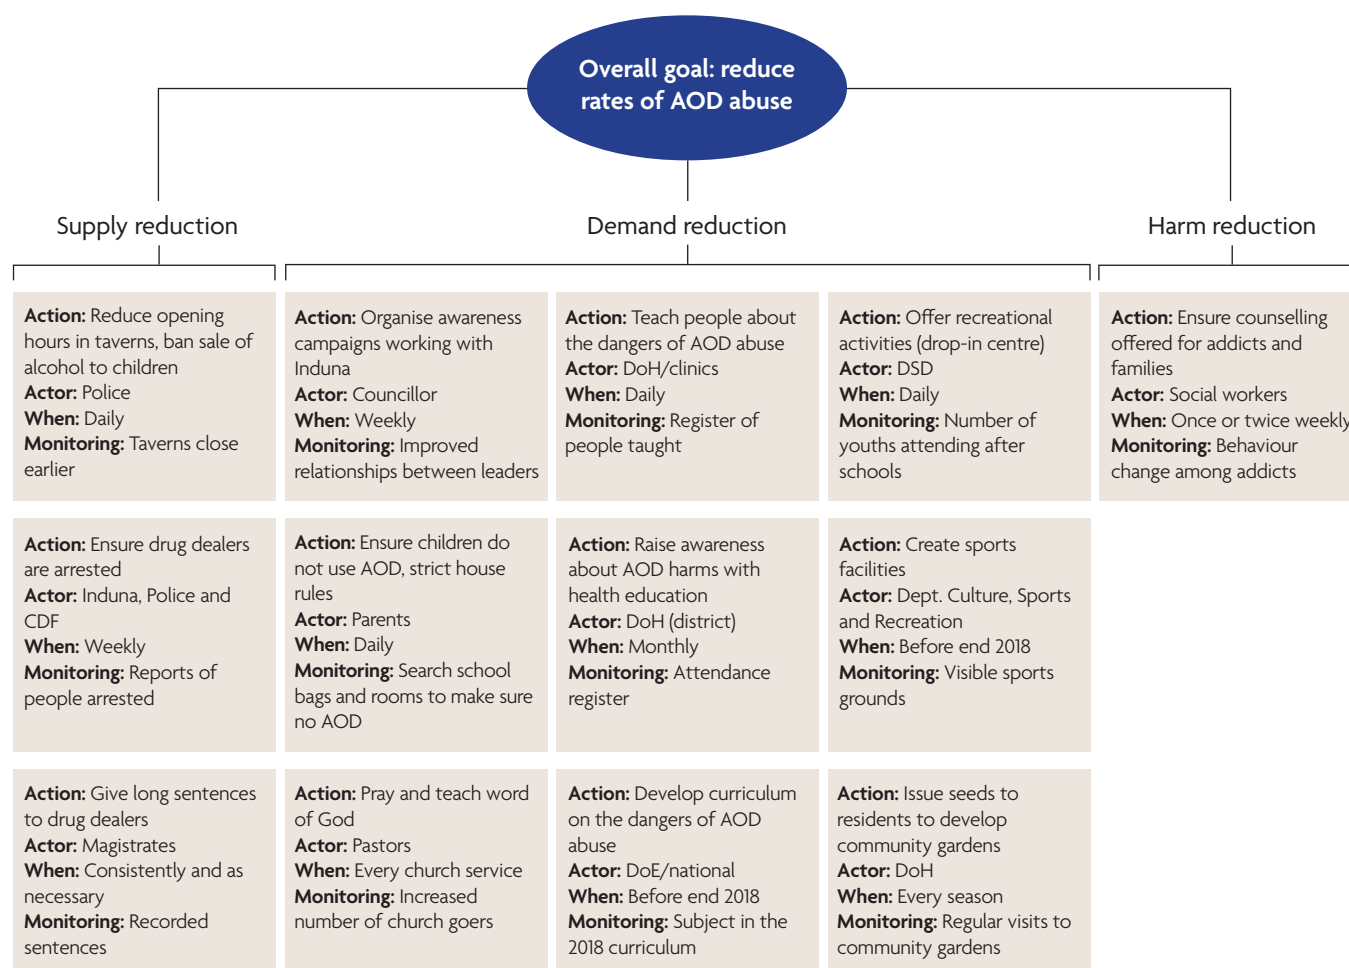 Overall goal: reduce
rates of AOD abuse
Supply reduction
Demand reduction
Harm reduction
Action: Reduce opening
hours in taverns, ban sale of
alcohol to children
Actor: Police
When: Daily
Monitoring: Taverns close
earlier
Action: Organise awareness
campaigns working with
Induna
Actor: Councillor
When: Weekly
Monitoring: Improved
relationships between leaders
Action: Teach people about
the dangers of AOD abuse
Actor: DoH/clinics
When: Daily
Monitoring: Register of
people taught
Action: Offer recreational
activities (drop-in centre)
Actor: DSD
When: Daily
Monitoring: Number of
youths attending after
schools
Action: Ensure counselling
offered for addicts and
families
Actor: Social workers
When: Once or twice weekly
Monitoring: Behaviour
change among addicts
Action: Ensure drug dealers
are arrested
Actor: Induna, Police and
CDF
When: Weekly
Monitoring: Reports of
people arrested
Action: Ensure children do
not use AOD, strict house
rules
Actor: Parents
When: Daily
Monitoring: Search school
bags and rooms to make sure
no AOD
Action: Raise awareness
about AOD harms with
health education
Actor: DoH (district)
When: Monthly
Monitoring: Attendance
register
Action: Create sports
facilities
Actor: Dept. Culture, Sports
and Recreation
When: Before end 2018
Monitoring: Visible sports
grounds
Action: Give long sentences
to drug dealers
Actor: Magistrates
When: Consistently and as
necessary
Monitoring: Recorded
sentences
Action: Pray and teach word
of God
Actor: Pastors
When: Every church service
Monitoring: Increased
number of church goers
Action: Develop curriculum
on the dangers of AOD
abuse
Actor: DoE/national
When: Before end 2018
Monitoring: Subject in the
2018 curriculum
Action: Issue seeds to
residents to develop
community gardens
Actor: DoH
When: Every season
Monitoring: Regular visits to
community gardens